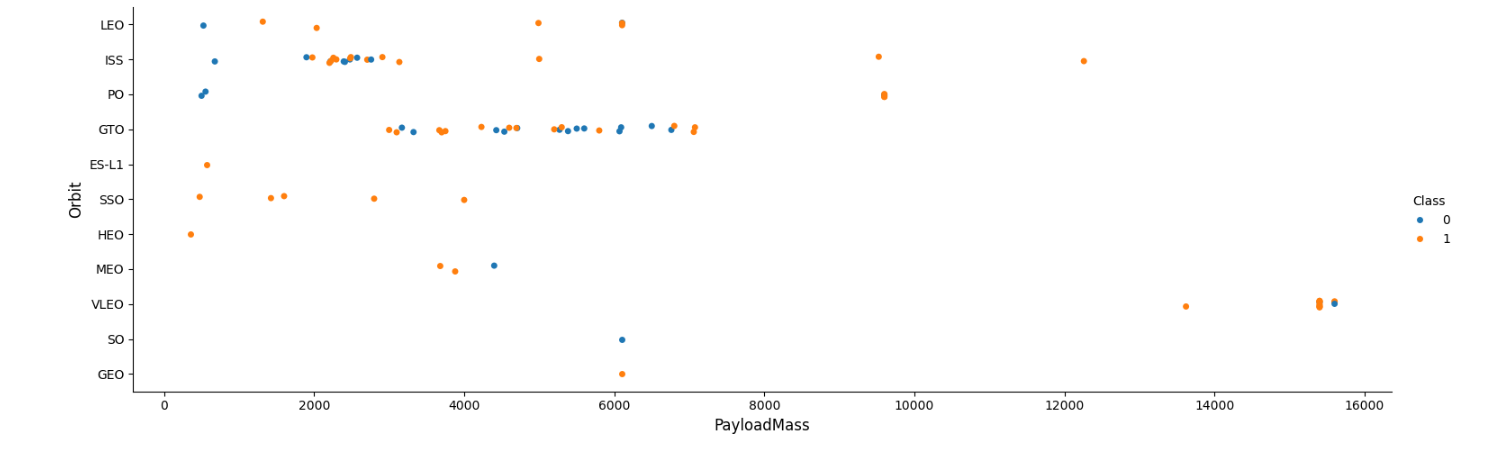 LEO
ISS
PO
GTO
ES-L1
SSO
HEO
MEO
VLEO
SO
GEO
Orbit
0 2000 4000 6000 8000 10000 12000 14000 16000
PayloadMass
Class
0
1